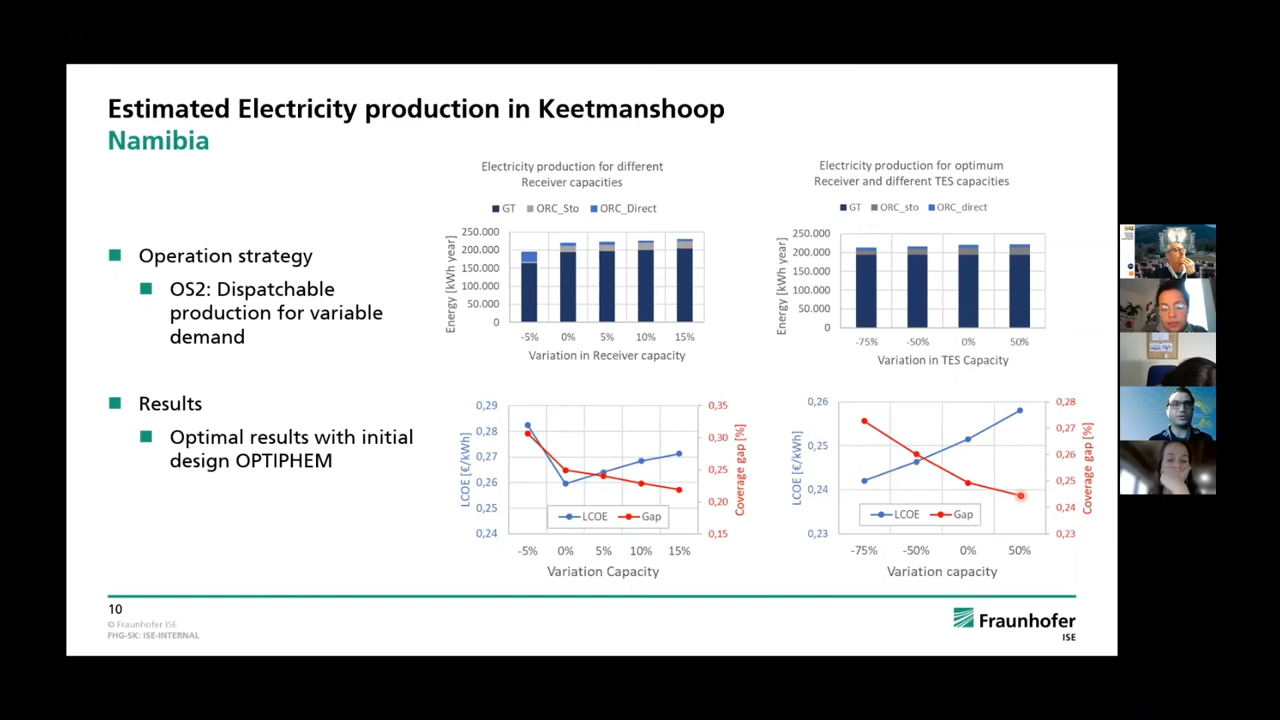 Estimated Electricity production in Keetmanshoop
Namibia
Operation strategy
OS2: Dispatchable
production for variable
demand
Results
Optimal results with initial
design OPTIPHEM
Electricity production for different
Receiver capacities
GT ORC_Sto ORC_Direct
Energy [kWh year]
250.000
200.000
150.000
100.000
50.000
0
-5% 0% 5% 10% 15%
Variation in Receiver capacity
Electricity production for optimum
Receiver and different TES capacities
GT ORC_sto ORC_direct
Energy [kWh year]
250.000
200.000
150.000
100.000
50.000
0
-75% -50% 0% 50%
Variation in TES Capacity
LCOE [€/kWh]
0,29
0,28
0,27
0,26
0,24
0,24
LCOE Gap
0,35
0,30
0,25
0,20
0,15
Coverage gap [%]
-5% 0% 5% 10% 15%
Variation Capacity
LCOE [€/kWh]
0,26
0,25
0,24
0,23
LCOE Gap
0,28
0,27
0,26
0,25
0,24
0,23
Coverage gap [%]
-75% -50% 0% 50%
Variation capacity
10
© Fraunhofer ISE
FHG-SK: ISE-INTERNAL
Fraunhofer
ISE